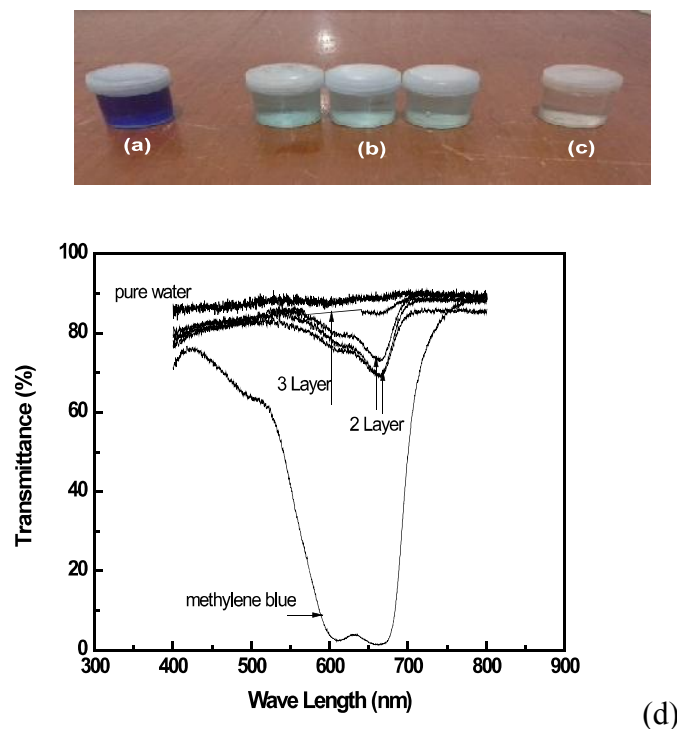 (a)
(b)
(c)
100
80
60
40
20
0
Transmittance (%)
pure water
3 Layer
2 Layer
methylene blue
300 400 500 600 700 800 900
Wave Length (nm)
(d)